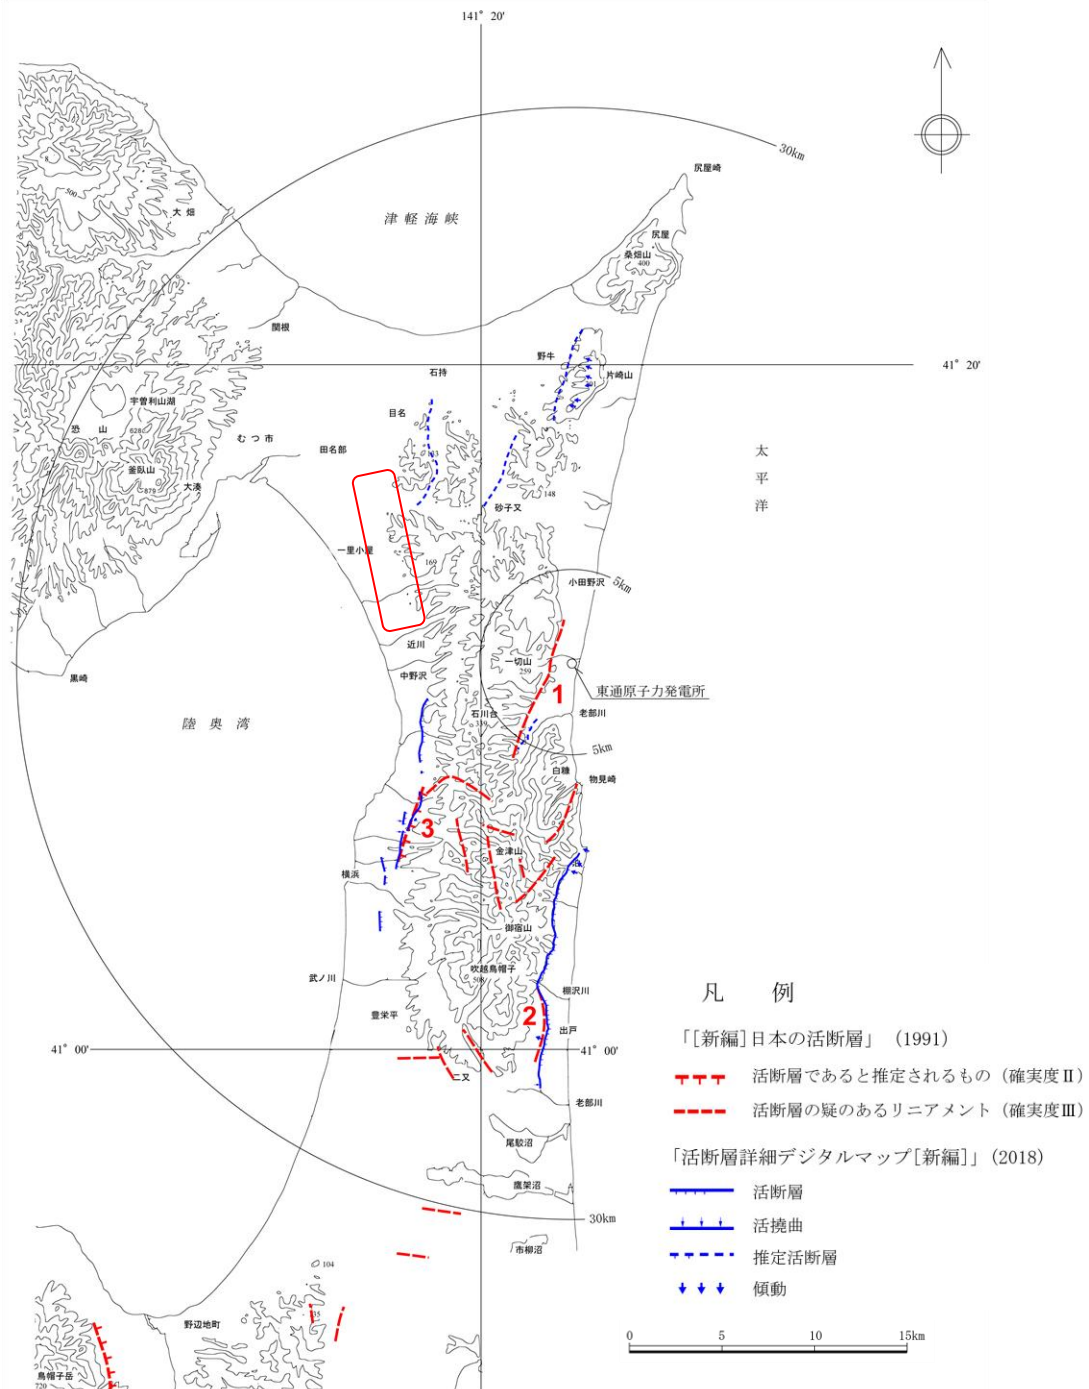 141° 20′
30km
尻屋崎
津軽海峡
大畑
500
尻屋
桑畑山
400
関根
野牛
41° 20′
石持
片崎山
宇曽利山湖
目名
恐山
628
むつ市
田名部
太平洋
釜臥山
879
大湊
148
砂子又
一里小屋
169
小田野沢
5km
近川
一切山
259
中野沢
黒崎
東通原子力発電所
1
石川台
老部川
陸奥湾
5km
白糠
物見崎
3
金津山
横浜
御宿山
吹越烏帽子
508
武ノ川
棚沢川
豊栄平
2
出戸
41° 00′
41° 00′
二又
老部川
尾駮沼
鷹架沼
30km
市柳沼
104
野辺地町
烏帽子岳
720
凡 例
「[新編]日本の活断層」（1991）
活断層であると推定されるもの（確実度Ⅱ）
活断層の疑のあるリニアメント（確実度Ⅲ）
「活断層詳細デジタルマップ[新編]」（2018）
活断層
活撓曲
推定活断層
傾動
0 5 10 15km